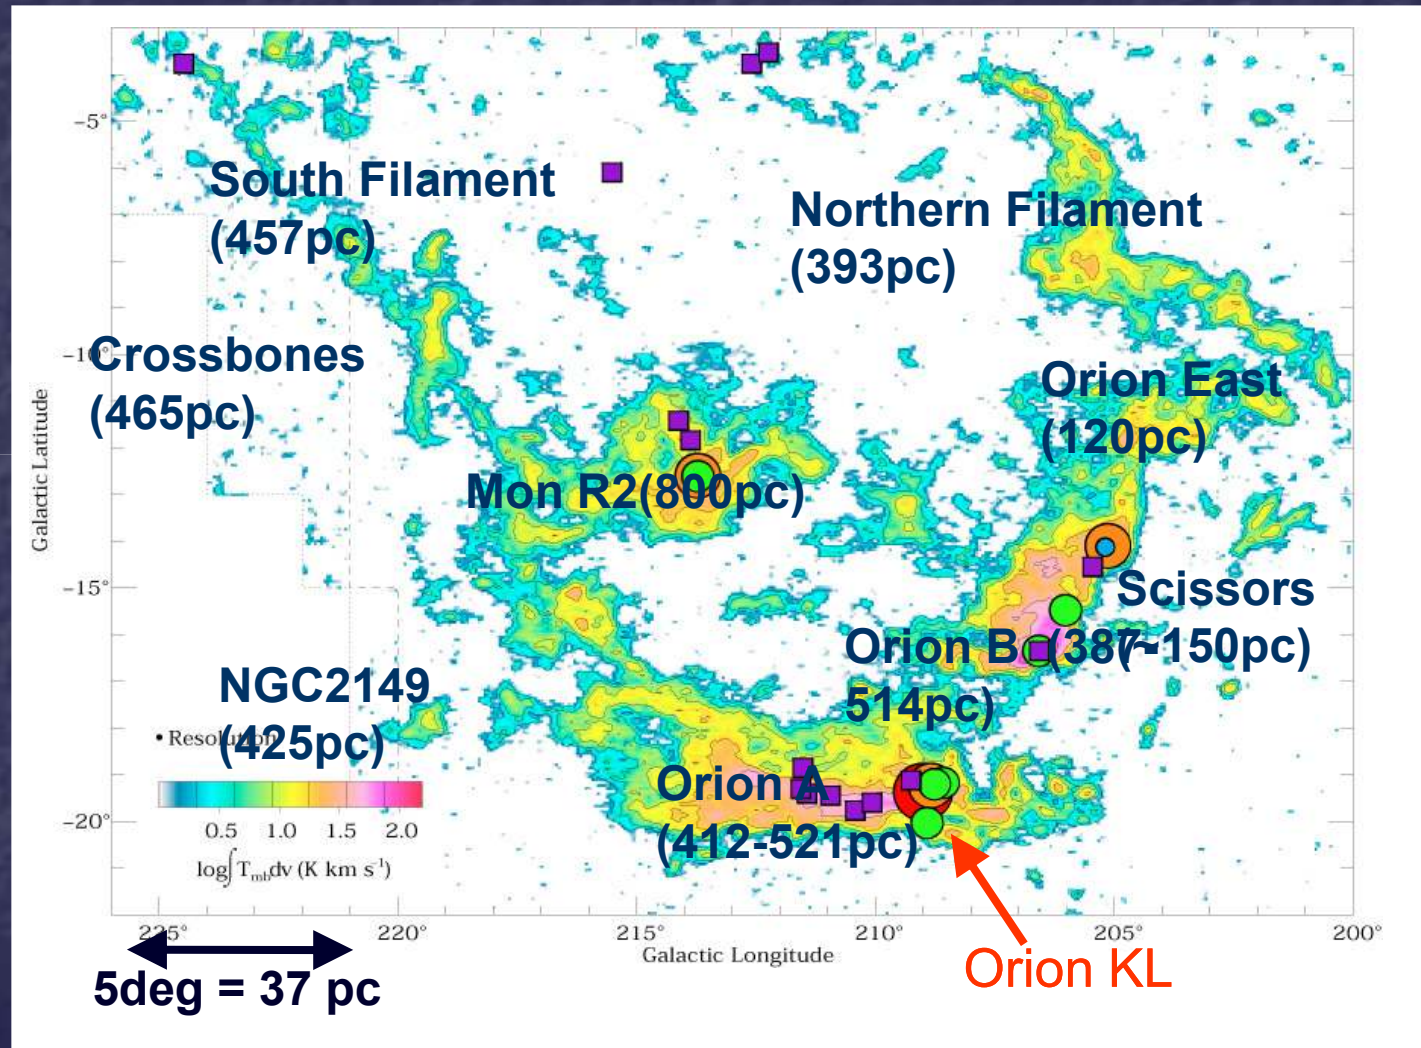 −5°
South Filament
(457pc)
Northern Filament
(393pc)
−10°
Crossbones
(465pc)
Orion East
(120pc)
Galactic Latitude
Mon R2(800pc)
−15°
Scissors
(~150pc)
Orion B (387-
514pc)
NGC2149
(425pc)
• Resolution
Orion A
(412-521pc)
0.5 1.0 1.5 2.0
log∫Tmbdv (K km s⁻¹)
−20°
225° 220° 215° 210° 205° 200°
Galactic Longitude
5deg = 37 pc
Orion KL